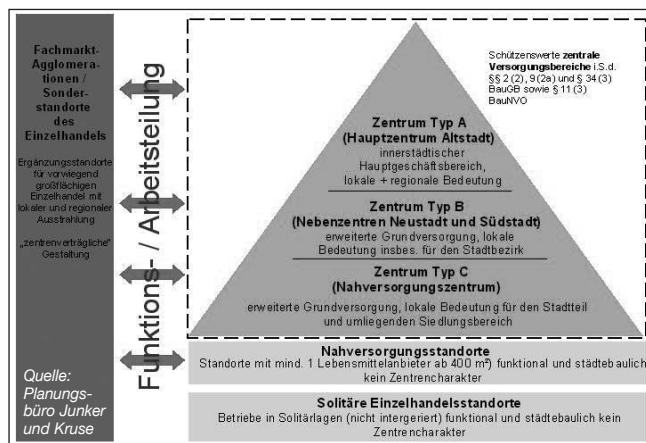 Fachmarkt-
Agglomera-
tionen /
Sonder-
standorte
des
Einzelhandels
Ergänzungsstandorte
für vorwiegend
großflächigen
Einzelhandel mit
lokaler und regionaler
Ausstrahlung
„zentrenverträgliche"
Gestaltung
Quelle:
Planungs-
büro Junker
und Kruse
Funktions- / Arbeitsteilung
Schützenswerte zentrale
Versorgungsbereiche i.S.d.
§§ 2 (2), 9 (2a) und § 34 (3)
BauGB sowie § 11 (3)
BauNVO
Zentrum Typ A
(Hauptzentrum Altstadt)
innerstädtischer
Hauptgeschäftsbereich,
lokale + regionale Bedeutung
Zentrum Typ B
(Nebenzentren Neustadt und Südstadt)
erweiterte Grundversorgung, lokale
Bedeutung insbes. für den Stadtbezirk
Zentrum Typ C
(Nahversorgungszentrum)
erweiterte Grundversorgung, lokale Bedeutung für den Stadtteil
und umliegenden Siedlungsbereich
Nahversorgungsstandorte
Standorte mit mind. 1 Lebensmittelanbieter ab 400 m²) funktional und städtebaulich
kein Zentrencharakter
Solitäre Einzelhandelsstandorte
Betriebe in Solitärlagen (nicht intergeriert) funktional und städtebaulich kein
Zentrencharakter